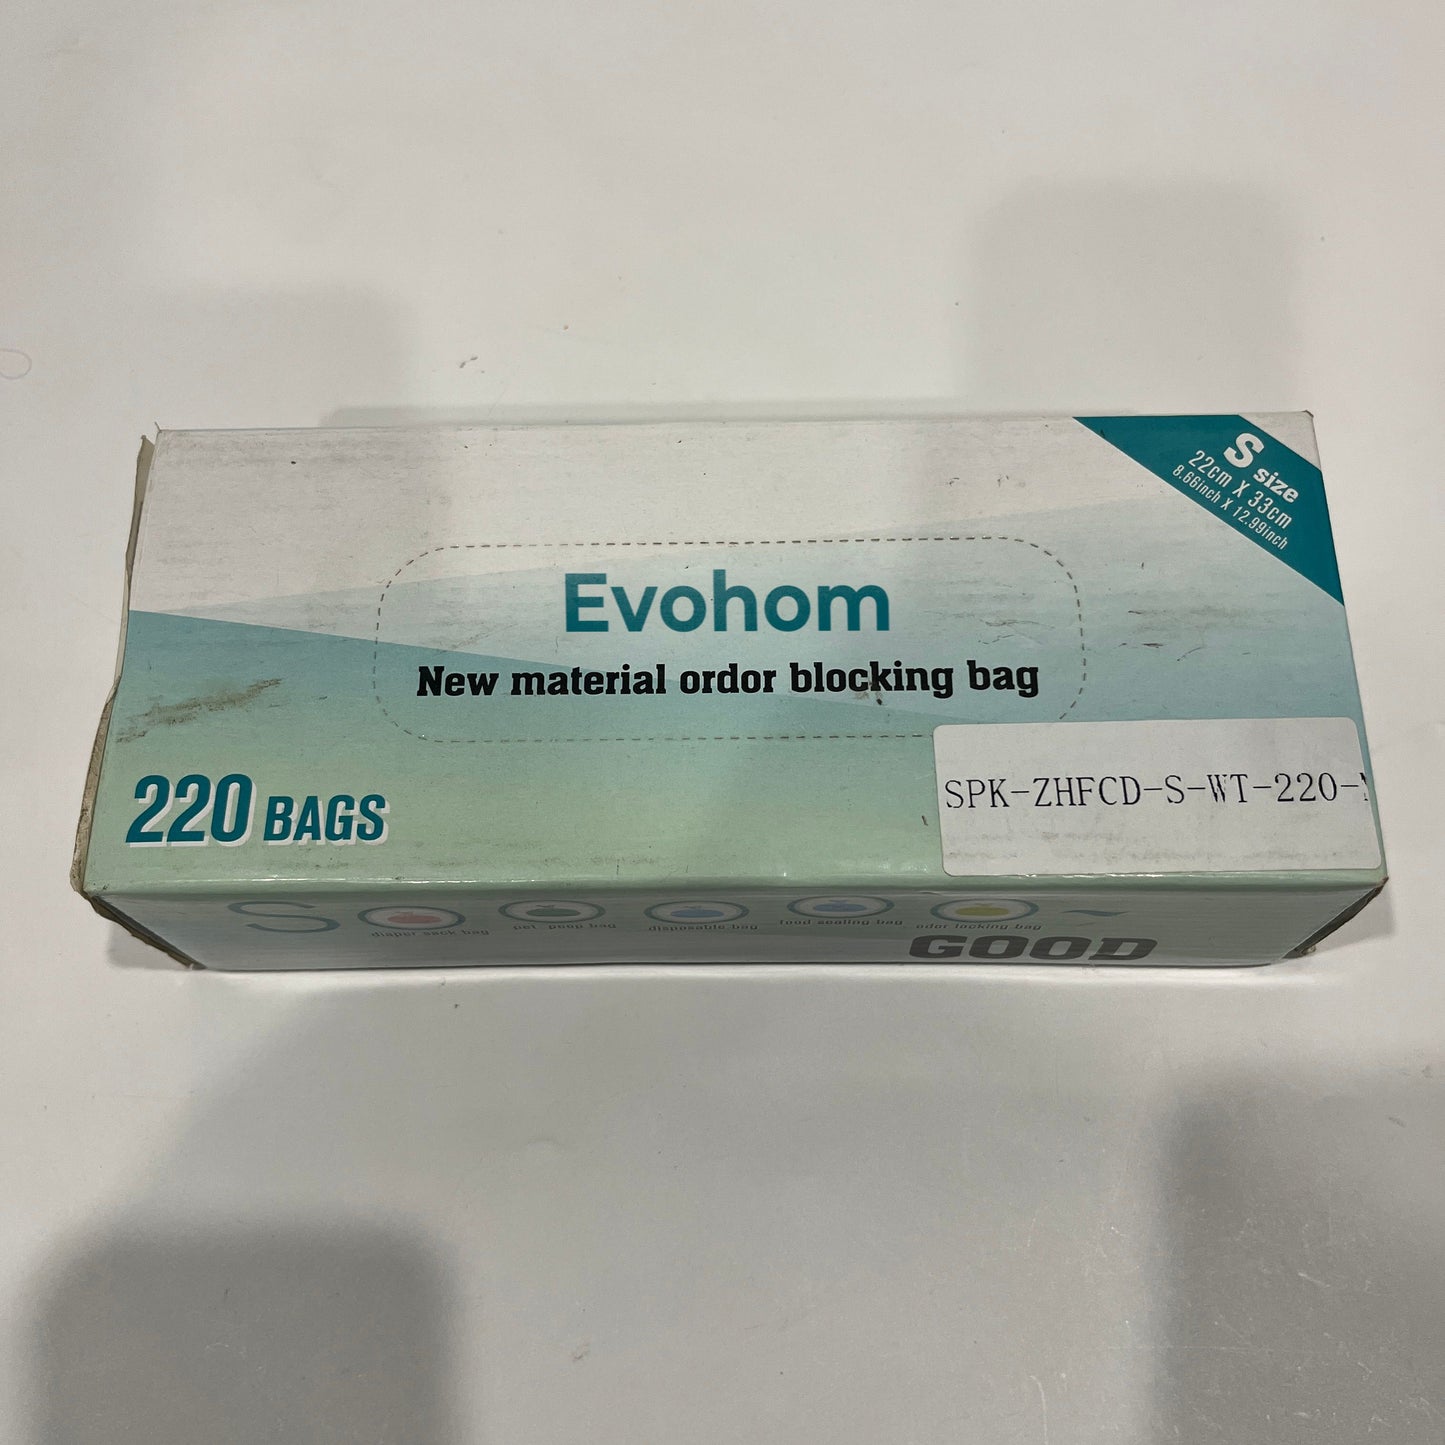 S size
22cm X 33cm
8.66inch X 12.99inch
Evohom
New material ordor blocking bag
220 BAGS
SPK-ZHFCD-S-WT-220-
S
diaper sack bag
pet poop bag
disposable bag
food sealing bag
odor locking bag
GOOD